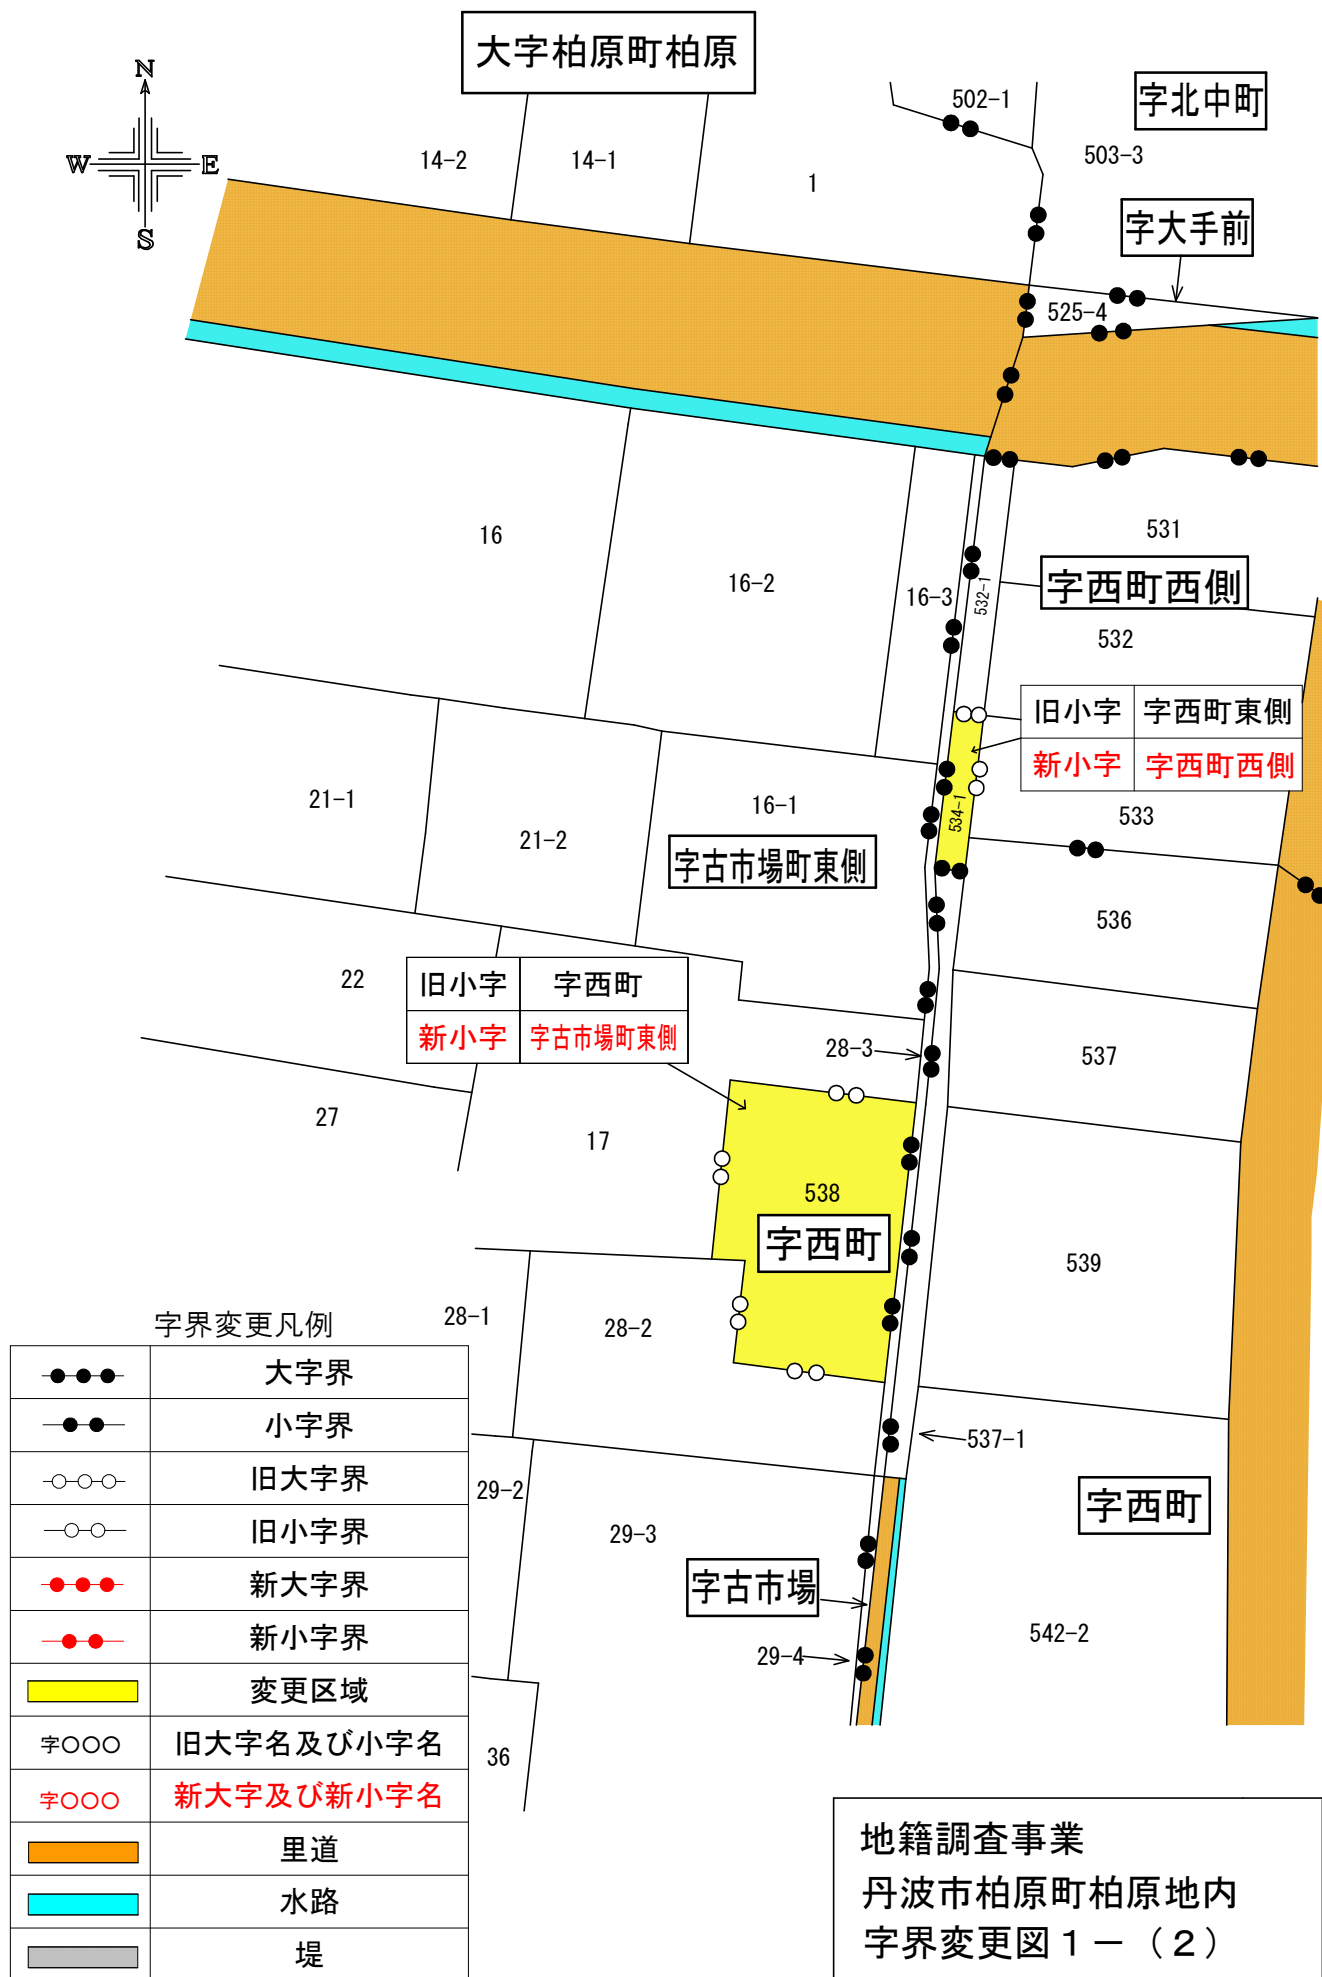 大字柏原町柏原
N
W
E
S
502-1
字北中町
503-3
14-2
14-1
1
字大手前
525-4
16
16-2
16-3
532-1
531
字西町西側
532
旧小字 字西町東側
新小字 字西町西側
21-1
21-2
16-1
534-1
533
字古市場町東側
536
22
旧小字 字西町
新小字 字古市場町東側
28-3
537
27
17
538
字西町
539
28-1
28-2
537-1
29-2
29-3
字西町
字古市場
29-4
542-2
36
字界変更凡例
大字界
小字界
旧大字界
旧小字界
新大字界
新小字界
変更区域
字○○○ 旧大字名及び小字名
字○○○ 新大字及び新小字名
里道
水路
堤
地籍調査事業
丹波市柏原町柏原地内
字界変更図1-(2)